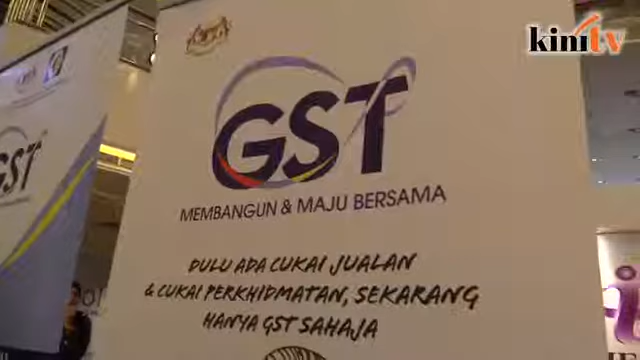 kinitv
GST
GST
MEMBANGUN & MAJU BERSAMA
DULU ADA CUKAI JUALAN
& CUKAI PERKHIDMATAN, SEKARANG
HANYA GST SAHAJA